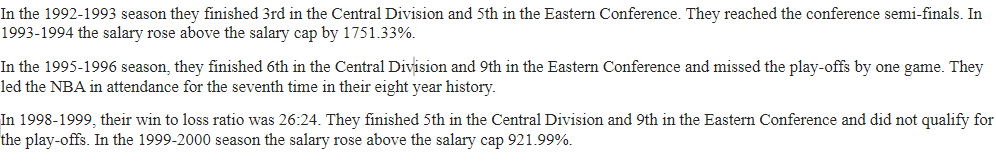 In the 1992-1993 season they finished 3rd in the Central Division and 5th in the Eastern Conference. They reached the conference semi-finals. In
1993-1994 the salary rose above the salary cap by 1751.33%.
In the 1995-1996 season, they finished 6th in the Central Division and 9th in the Eastern Conference and missed the play-offs by one game. They
led the NBA in attendance for the seventh time in their eight year history.
In 1998-1999, their win to loss ratio was 26:24. They finished 5th in the Central Division and 9th in the Eastern Conference and did not qualify for
the play-offs. In the 1999-2000 season the salary rose above the salary cap 921.99%.